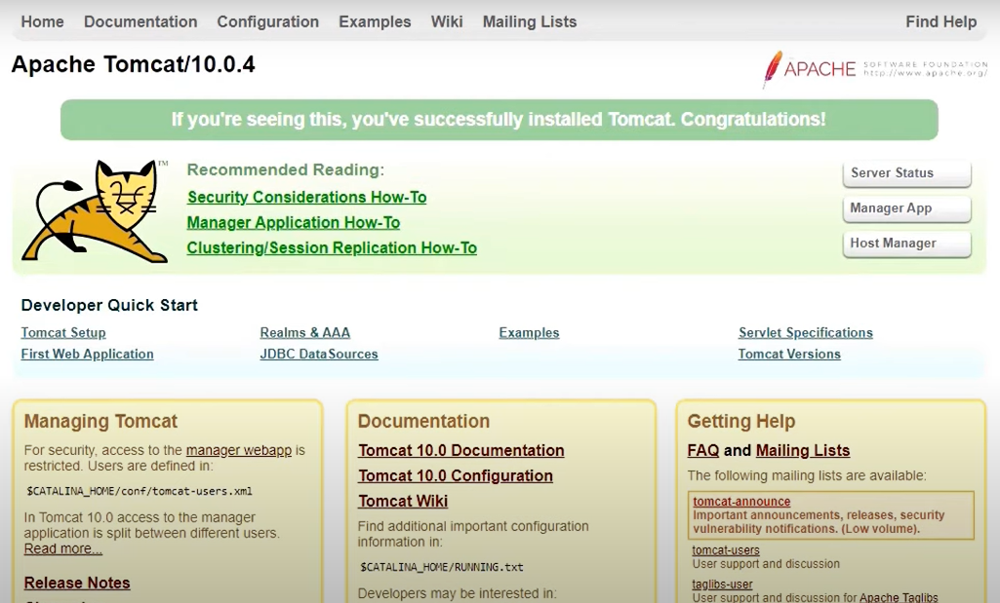 Home Documentation Configuration Examples Wiki Mailing Lists Find Help
Apache Tomcat/10.0.4
APACHE SOFTWARE FOUNDATION
http://www.apache.org/
If you're seeing this, you've successfully installed Tomcat. Congratulations!
TM
Recommended Reading:
Security Considerations How-To
Manager Application How-To
Clustering/Session Replication How-To
Server Status
Manager App
Host Manager
Developer Quick Start
Tomcat Setup
First Web Application
Realms & AAA
JDBC DataSources
Examples
Servlet Specifications
Tomcat Versions
Managing Tomcat
For security, access to the manager webapp is
restricted. Users are defined in:
$CATALINA_HOME/conf/tomcat-users.xml
In Tomcat 10.0 access to the manager
application is split between different users.
Read more...
Release Notes
Documentation
Tomcat 10.0 Documentation
Tomcat 10.0 Configuration
Tomcat Wiki
Find additional important configuration
information in:
$CATALINA_HOME/RUNNING.txt
Developers may be interested in:
Getting Help
FAQ and Mailing Lists
The following mailing lists are available:
tomcat-announce
Important announcements, releases, security
vulnerability notifications. (Low volume).
tomcat-users
User support and discussion
taglibs-user
User support and discussion for Apache Taglibs